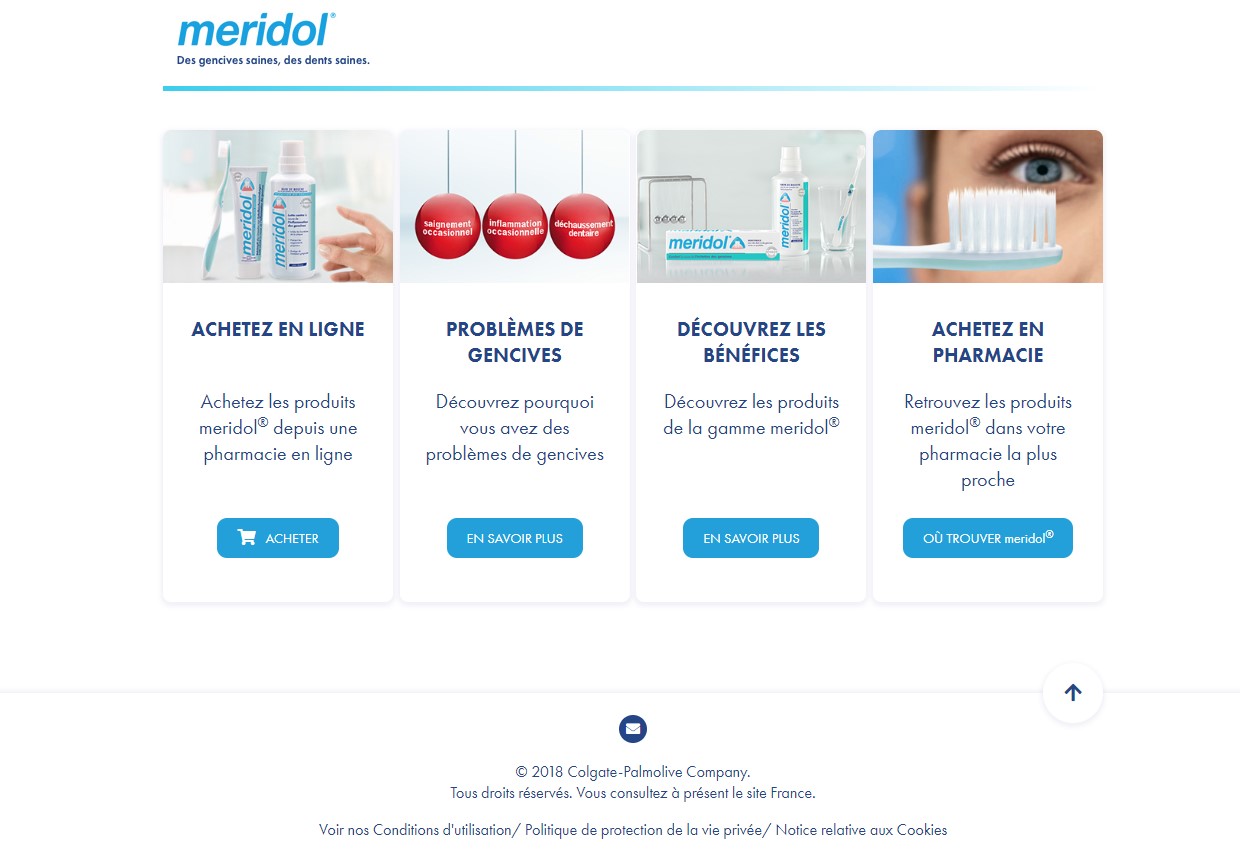 meridol®
Des gencives saines, des dents saines.
meridol
meridol
saignement
occasionnel
inflammation
occasionnelle
déchaussement
dentaire
meridol
meridol
ACHETEZ EN LIGNE
Achetez les produits
meridol® depuis une
pharmacie en ligne
ACHETER
PROBLÈMES DE
GENCIVES
Découvrez pourquoi
vous avez des
problèmes de gencives
EN SAVOIR PLUS
DÉCOUVREZ LES
BÉNÉFICES
Découvrez les produits
de la gamme meridol®
EN SAVOIR PLUS
ACHETEZ EN
PHARMACIE
Retrouvez les produits
meridol® dans votre
pharmacie la plus
proche
OÙ TROUVER meridol®
© 2018 Colgate-Palmolive Company.
Tous droits réservés. Vous consultez à présent le site France.
Voir nos Conditions d'utilisation/ Politique de protection de la vie privée/ Notice relative aux Cookies